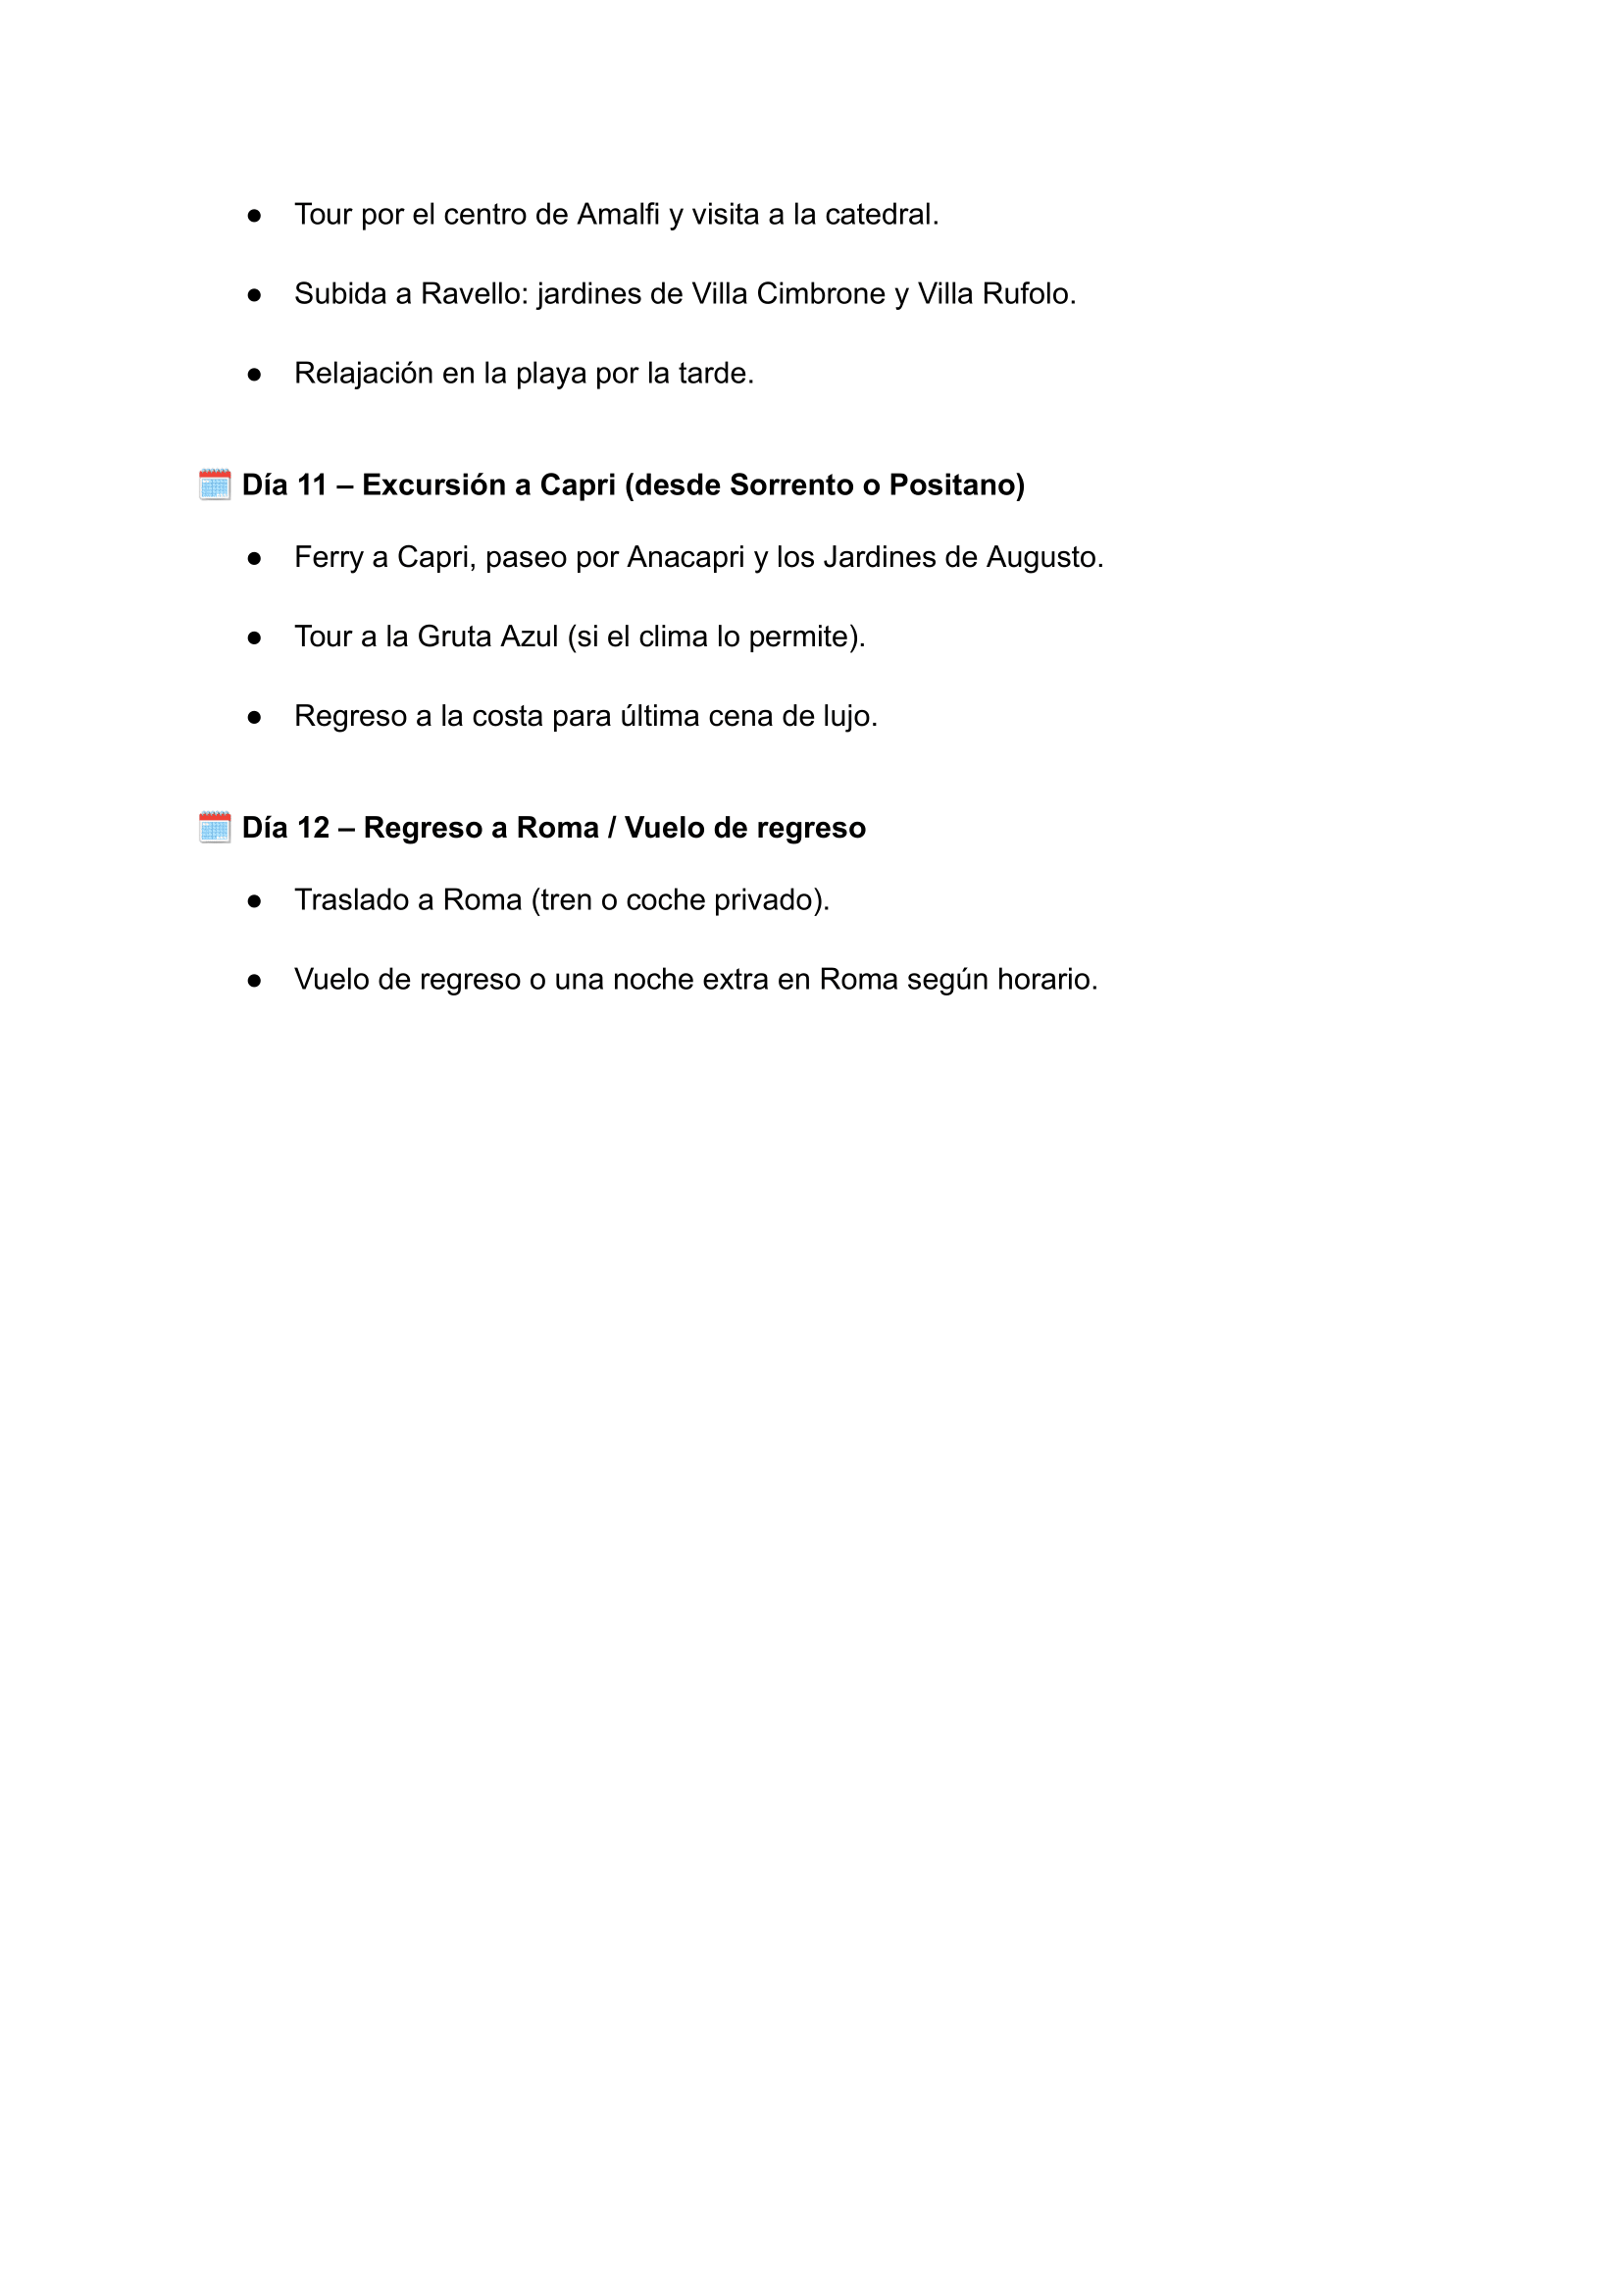 ● Tour por el centro de Amalfi y visita a la catedral.
● Subida a Ravello: jardines de Villa Cimbrone y Villa Rufolo.
● Relajación en la playa por la tarde.
🗓️ Día 11 – Excursión a Capri (desde Sorrento o Positano)
● Ferry a Capri, paseo por Anacapri y los Jardines de Augusto.
● Tour a la Gruta Azul (si el clima lo permite).
● Regreso a la costa para última cena de lujo.
🗓️ Día 12 – Regreso a Roma / Vuelo de regreso
● Traslado a Roma (tren o coche privado).
● Vuelo de regreso o una noche extra en Roma según horario.